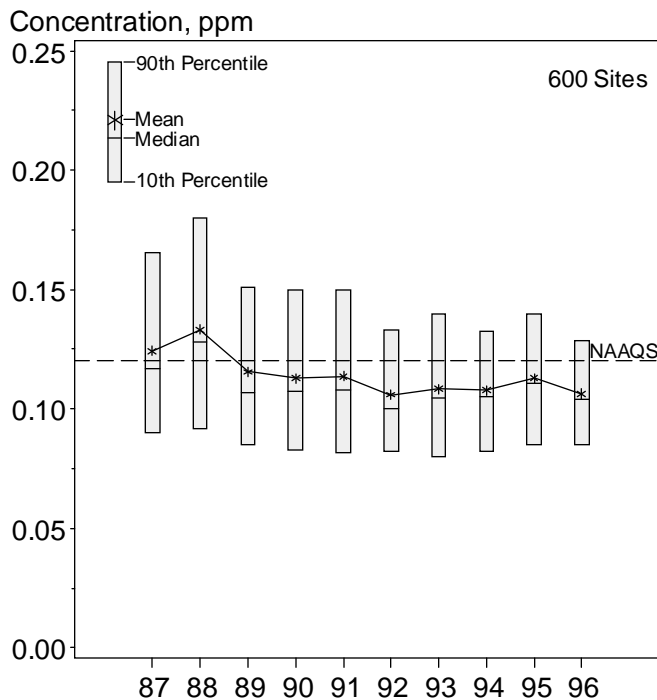 Concentration, ppm
0.25
90th Percentile
600 Sites
Mean
Median
0.20
10th Percentile
0.15
NAAQS
0.10
0.05
0.00
87 88 89 90 91 92 93 94 95 96